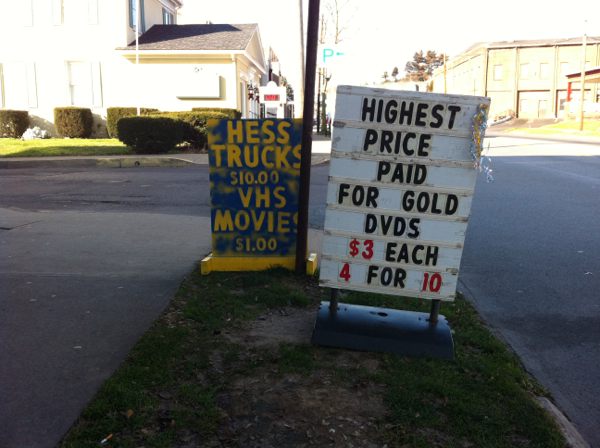 HESS
TRUCKS
$10.00
VHS
MOVIES
$1.00
HIGHEST
PRICE
PAID
FOR GOLD
DVDS
$3 EACH
4 FOR 10
P